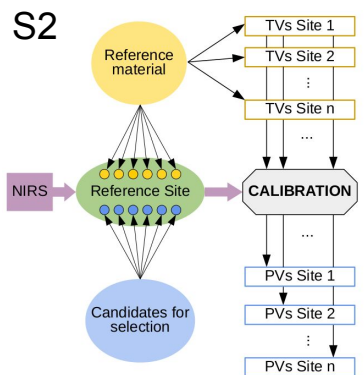 S2
Reference
material
TVs Site 1
TVs Site 2
⋮
TVs Site n
...
NIRS
Reference Site
CALIBRATION
...
Candidates for
selection
PVs Site 1
PVs Site 2
⋮
PVs Site n